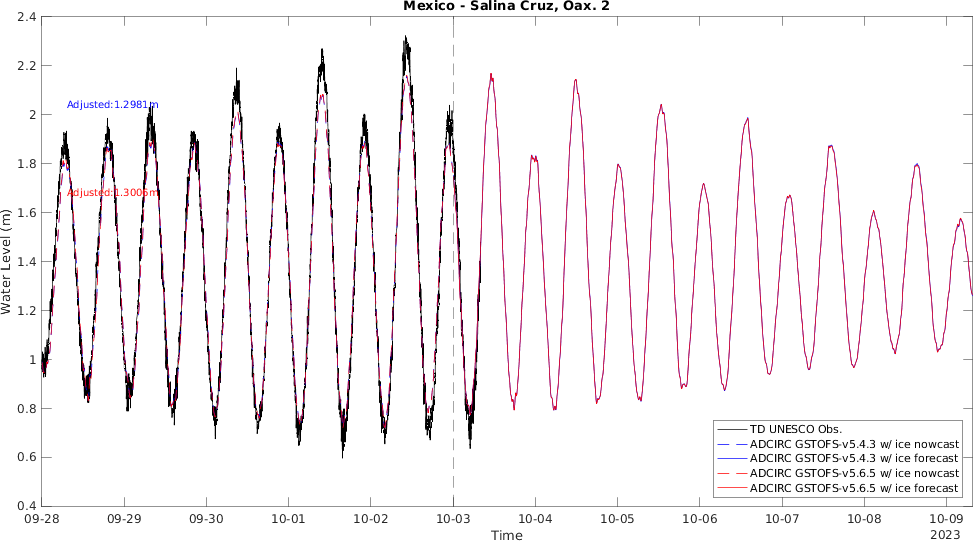 Mexico - Salina Cruz, Oax. 2
2.4
2.2
2
1.8
1.6
1.4
1.2
1
0.8
0.6
0.4
Water Level (m)
Adjusted:1.2981m
Adjusted:1.3006m
TD UNESCO Obs.
ADCIRC GSTOFS-v5.4.3 w/ ice nowcast
ADCIRC GSTOFS-v5.4.3 w/ ice forecast
ADCIRC GSTOFS-v5.6.5 w/ ice nowcast
ADCIRC GSTOFS-v5.6.5 w/ ice forecast
09-28 09-29 09-30 10-01 10-02 10-03 10-04 10-05 10-06 10-07 10-08 10-09
2023
Time